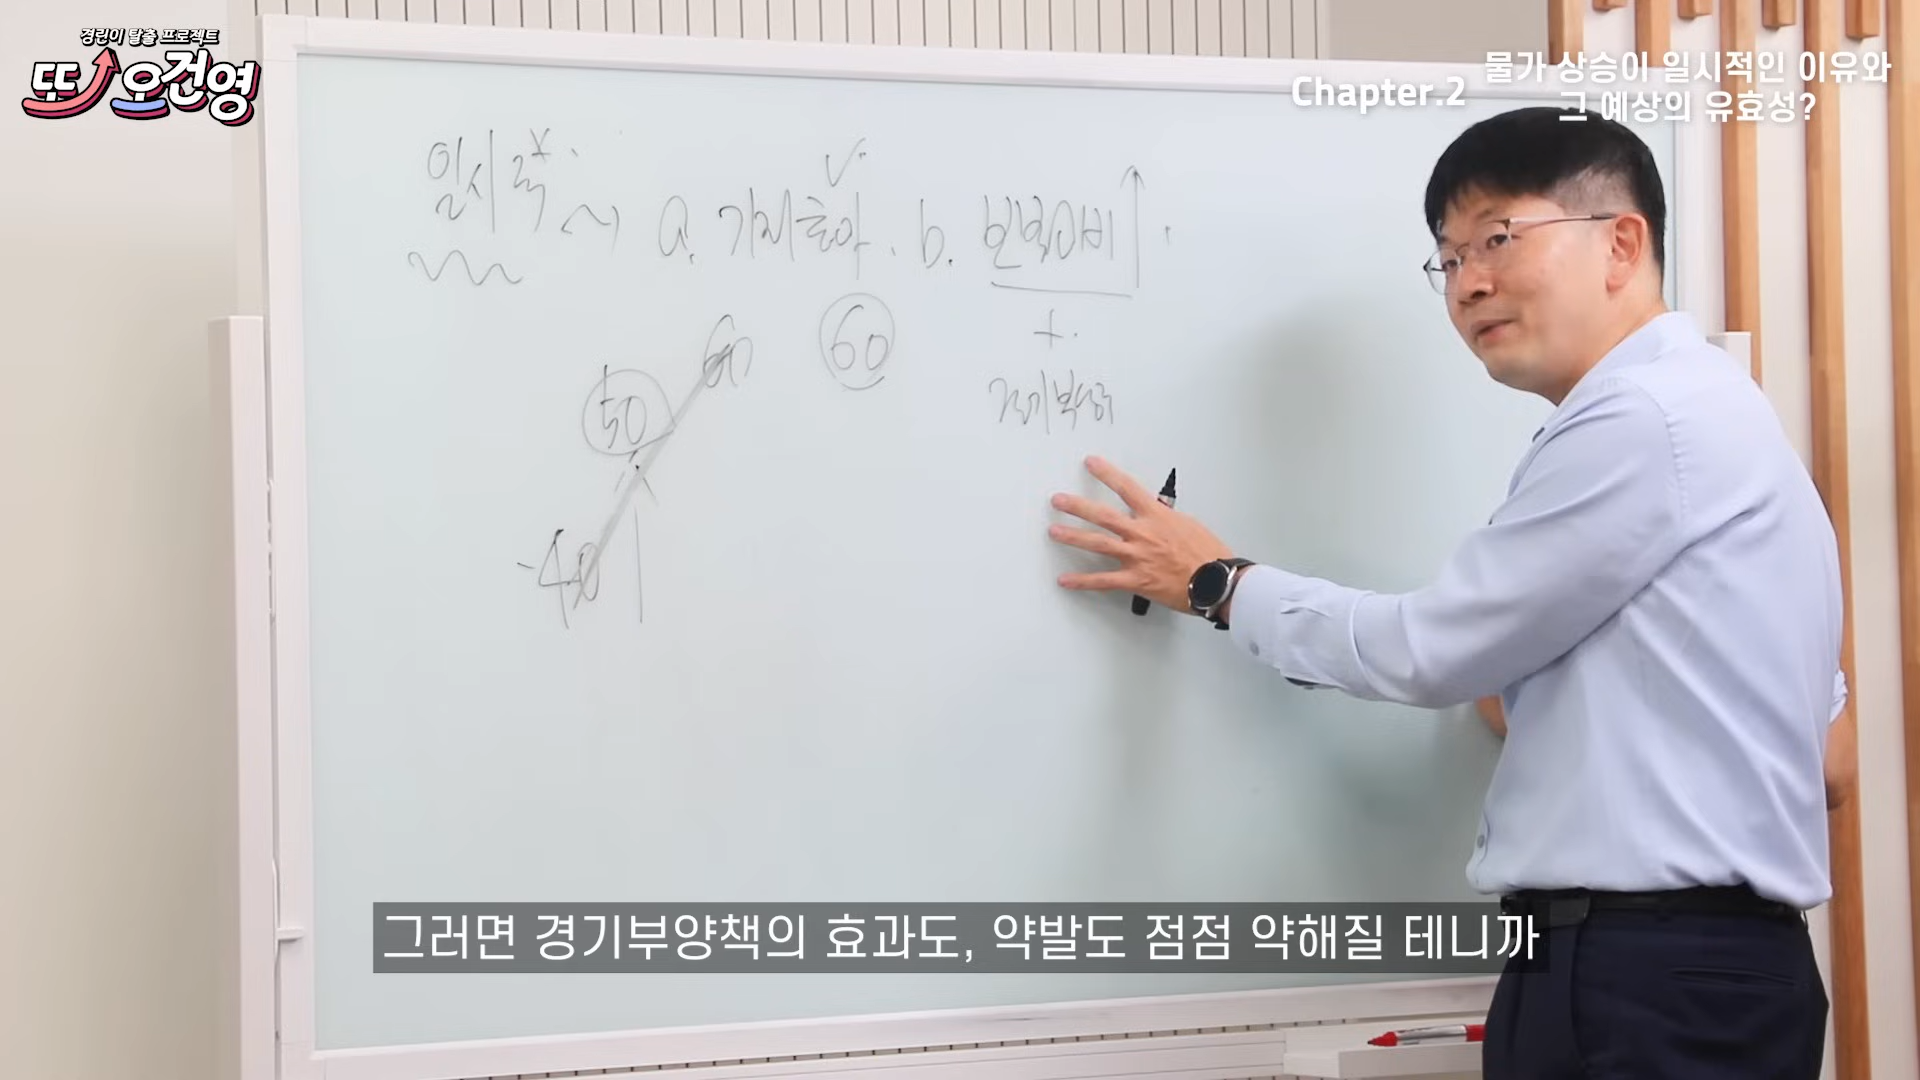 경린이 탈출 프로젝트
또! 오건영
Chapter.2
물가 상승이 일시적인 이유와
그 예상의 유효성?
일시적
~ a. 기저효과. b. 보복소비 ↑
50
60
60
+
경기부양
-40
그러면 경기부양책의 효과도, 약발도 점점 약해질 테니까